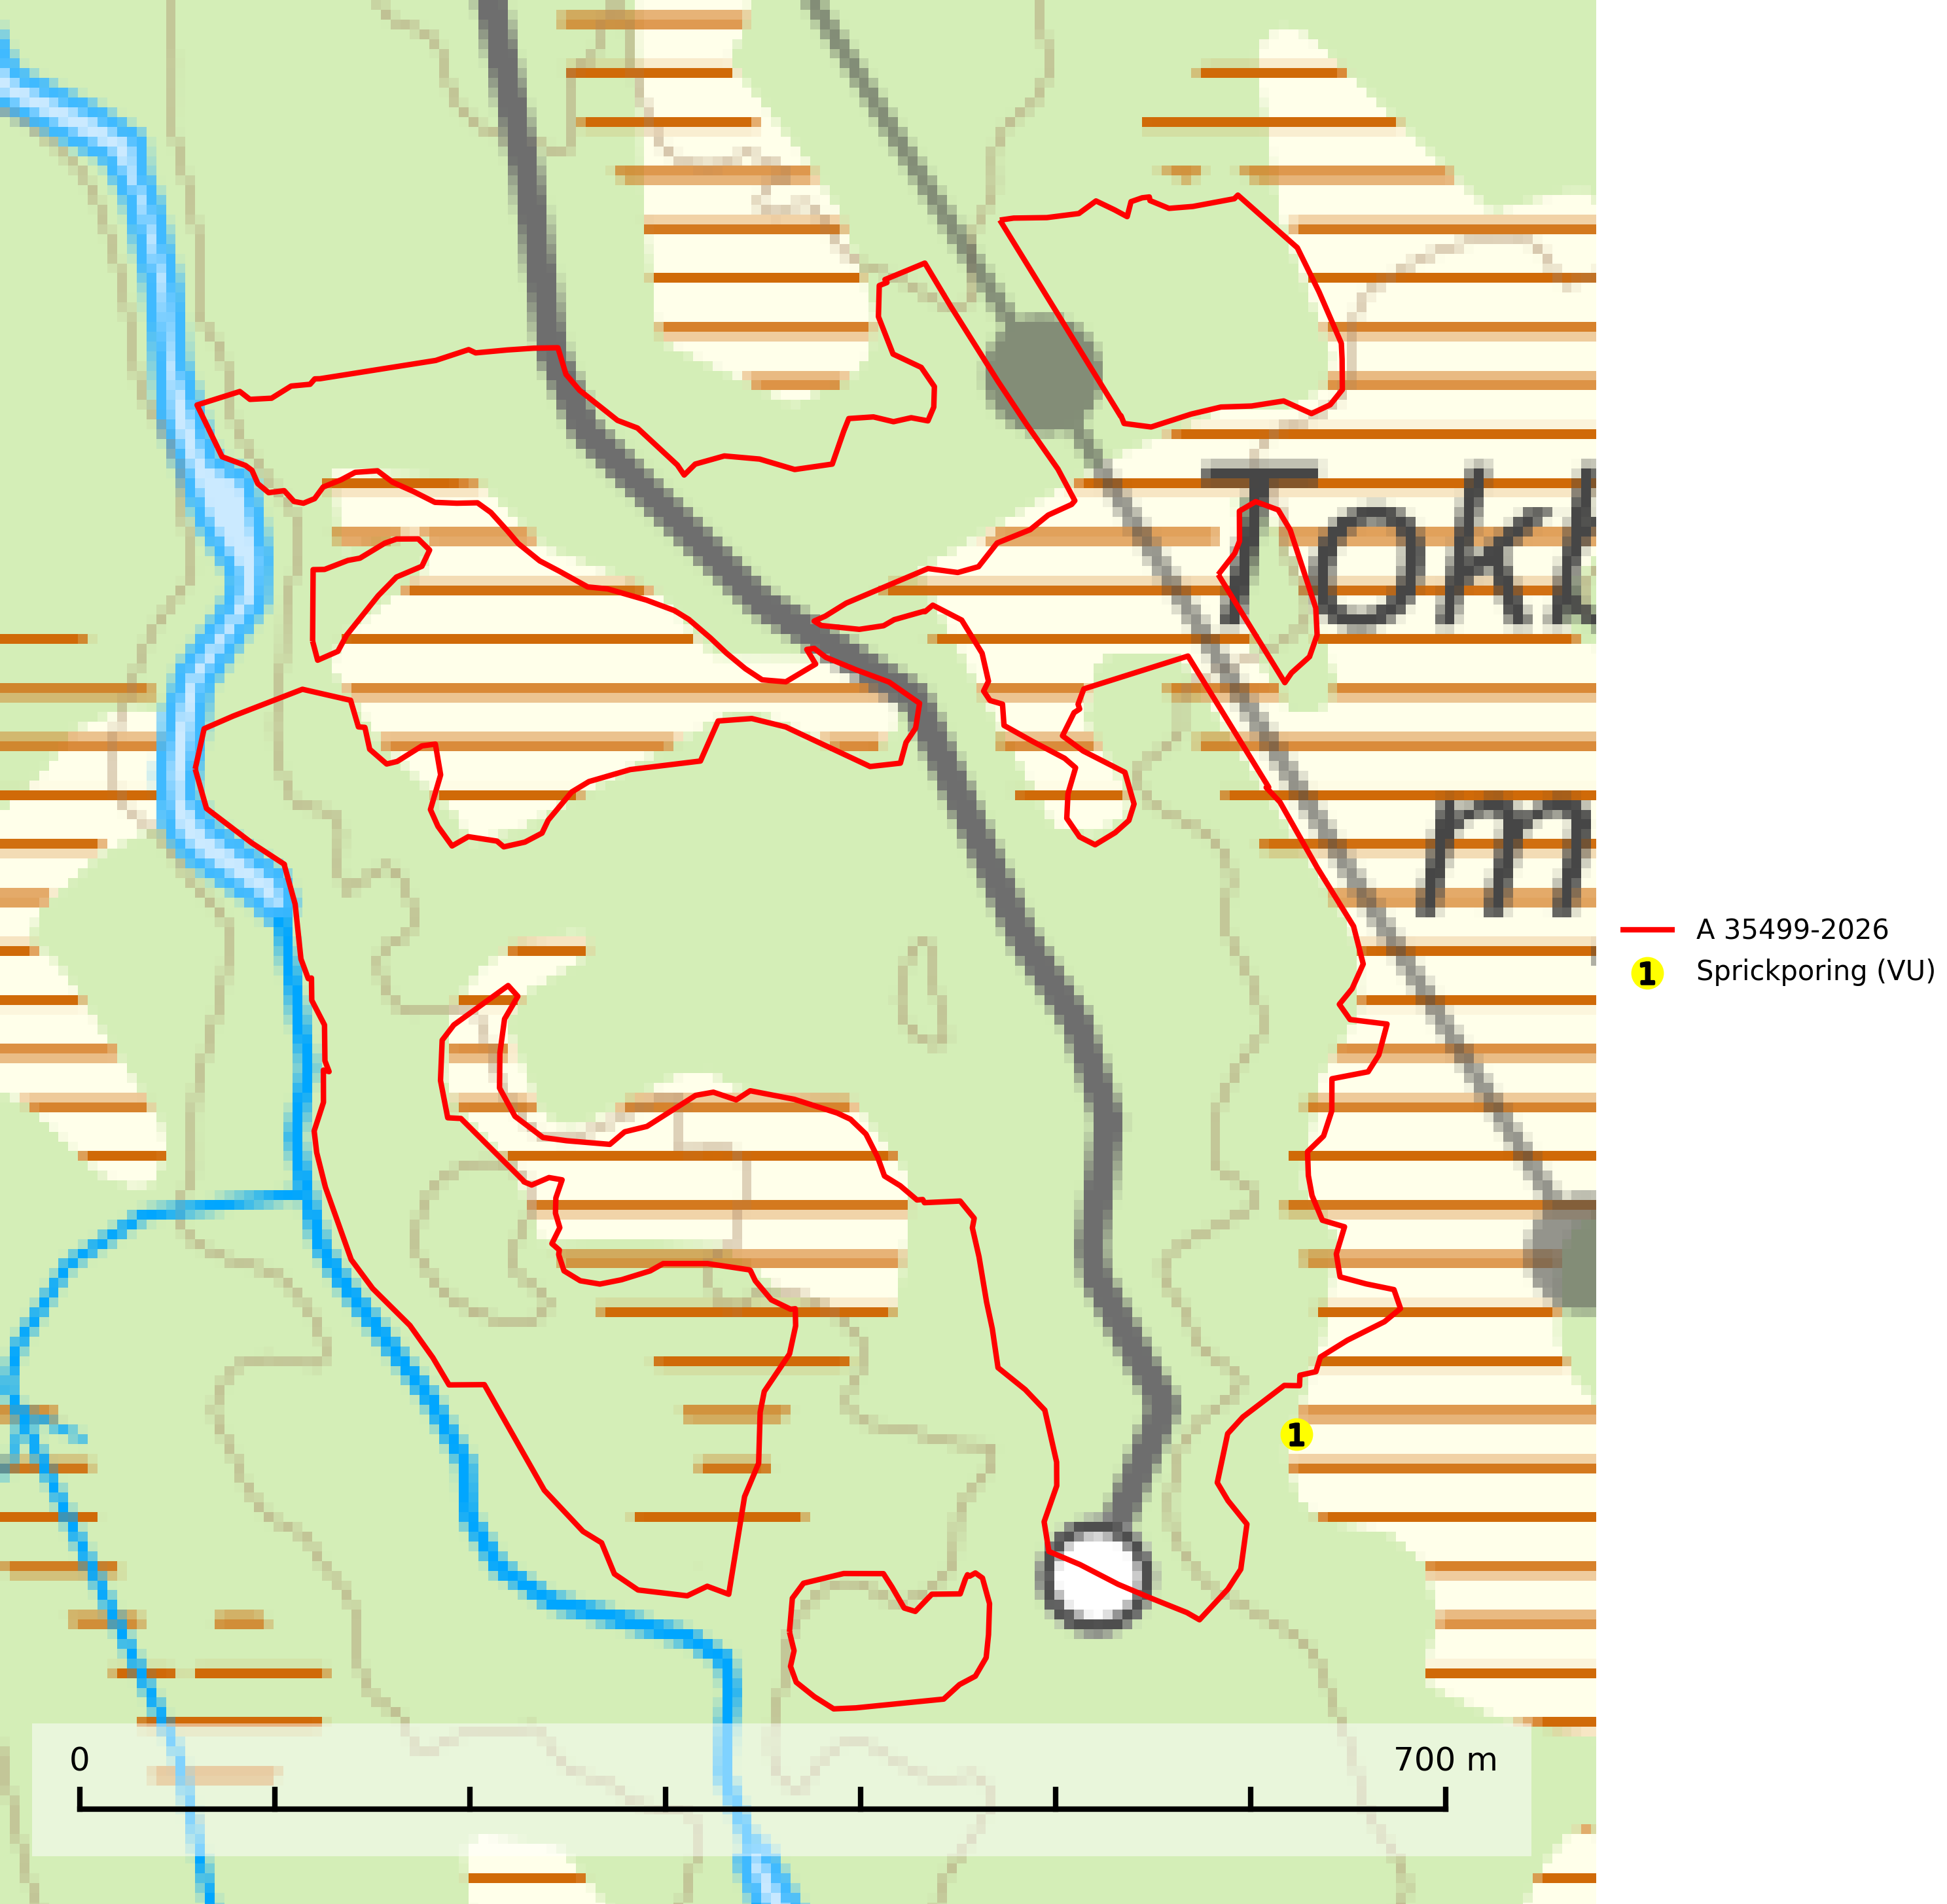 Tokl
m
A 35499-2026
1 Sprickporing (VU)
1
0 700 m